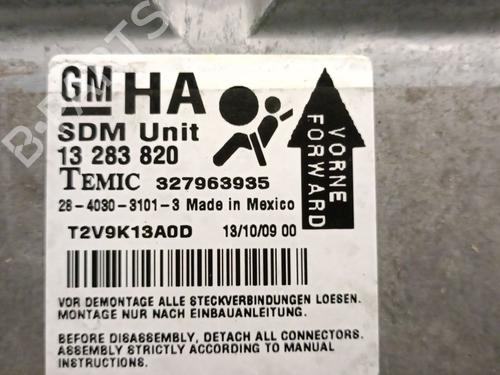 GM HA
SDM Unit
13 283 820
TEMIC 327963935
28-4030-3101-3 Made in Mexico
T2V9K13A0D 13/10/09 00
VORNE
FORWARD
VOR DEMONTAGE ALLE STECKVERBINDUNGEN LOESEN.
MONTAGE NUR NACH EINBAUANLEITUNG.
BEFORE DISASSEMBLY, DETACH ALL CONNECTORS.
ASSEMBLY STRICTLY ACCORDING TO MANUAL
INSTRUCTIONS.